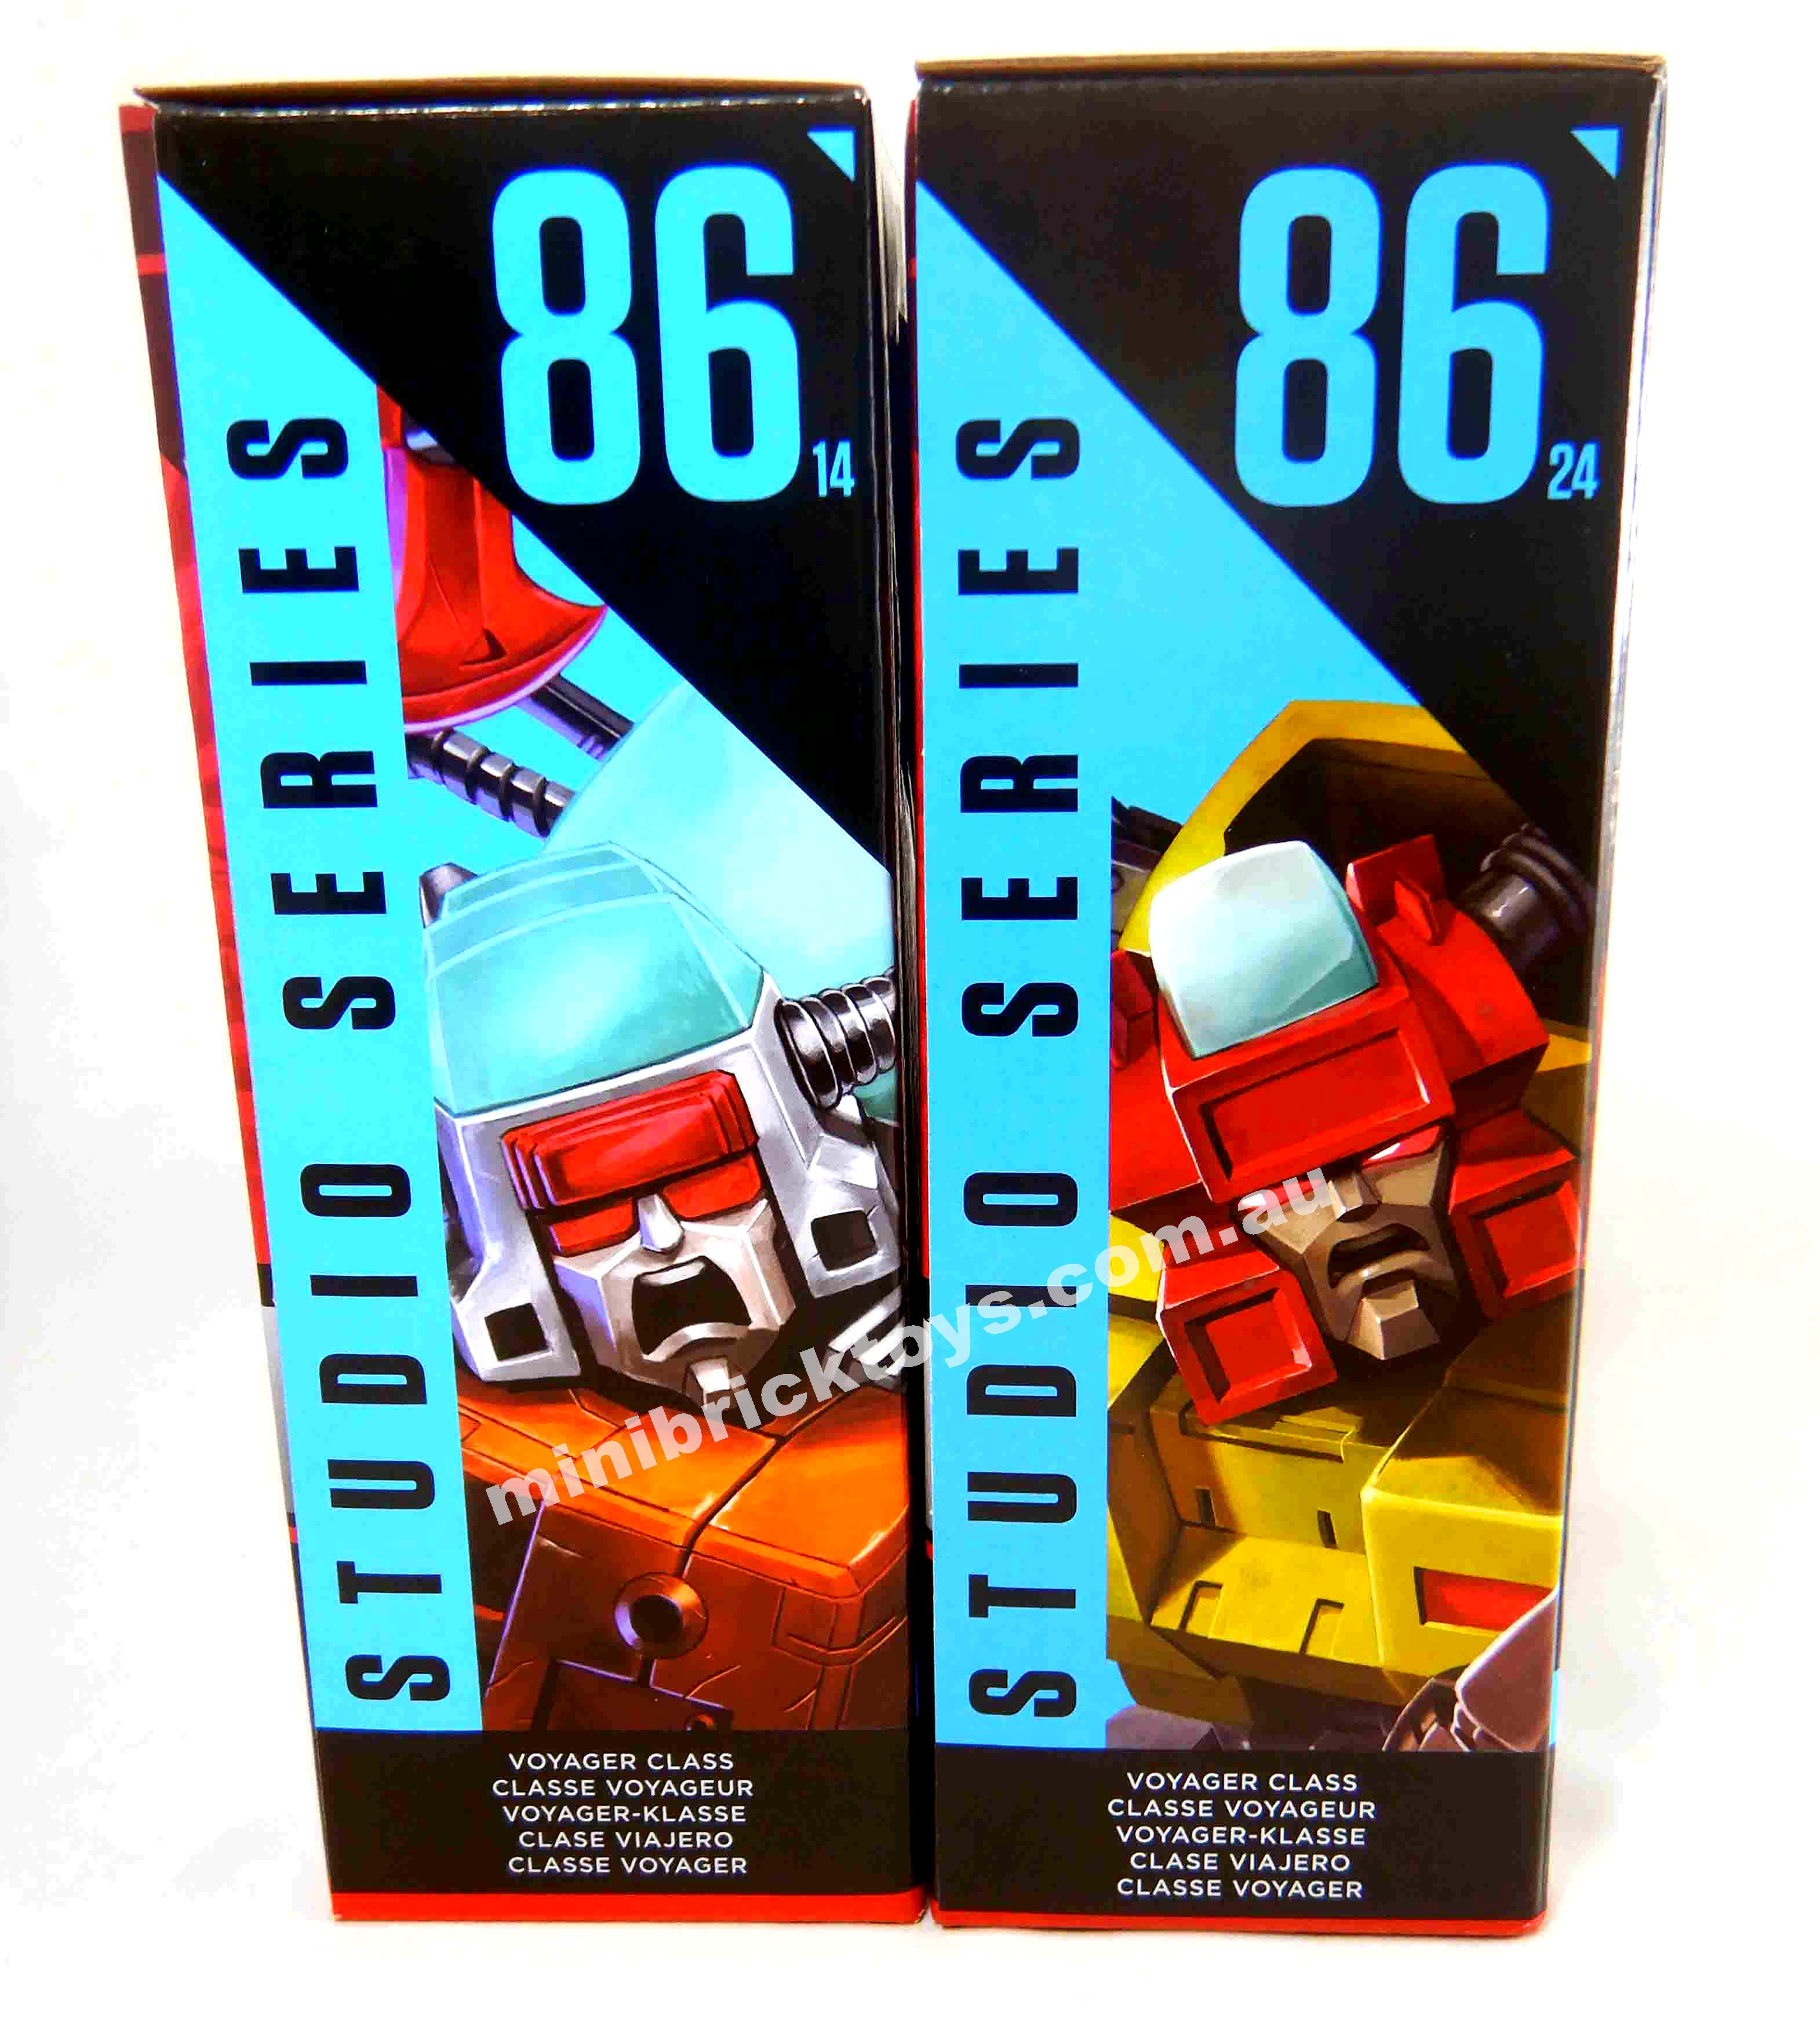 86
14
STUDIO SERIES
VOYAGER CLASS
CLASSE VOYAGEUR
VOYAGER-KLASSE
CLASE VIAJERO
CLASSE VOYAGER
86
24
STUDIO SERIES
VOYAGER CLASS
CLASSE VOYAGEUR
VOYAGER-KLASSE
CLASE VIAJERO
CLASSE VOYAGER
minibricktoys.com.au